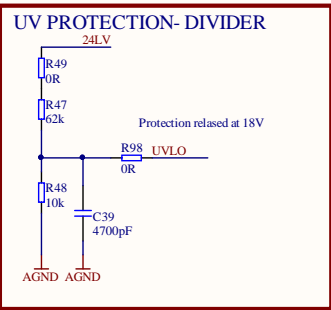 UV PROTECTION- DIVIDER
24LV
R49
0R
R47
62k
Protection relased at 18V
R98
UVLO
0R
R48
10k
C39
4700pF
AGND
AGND